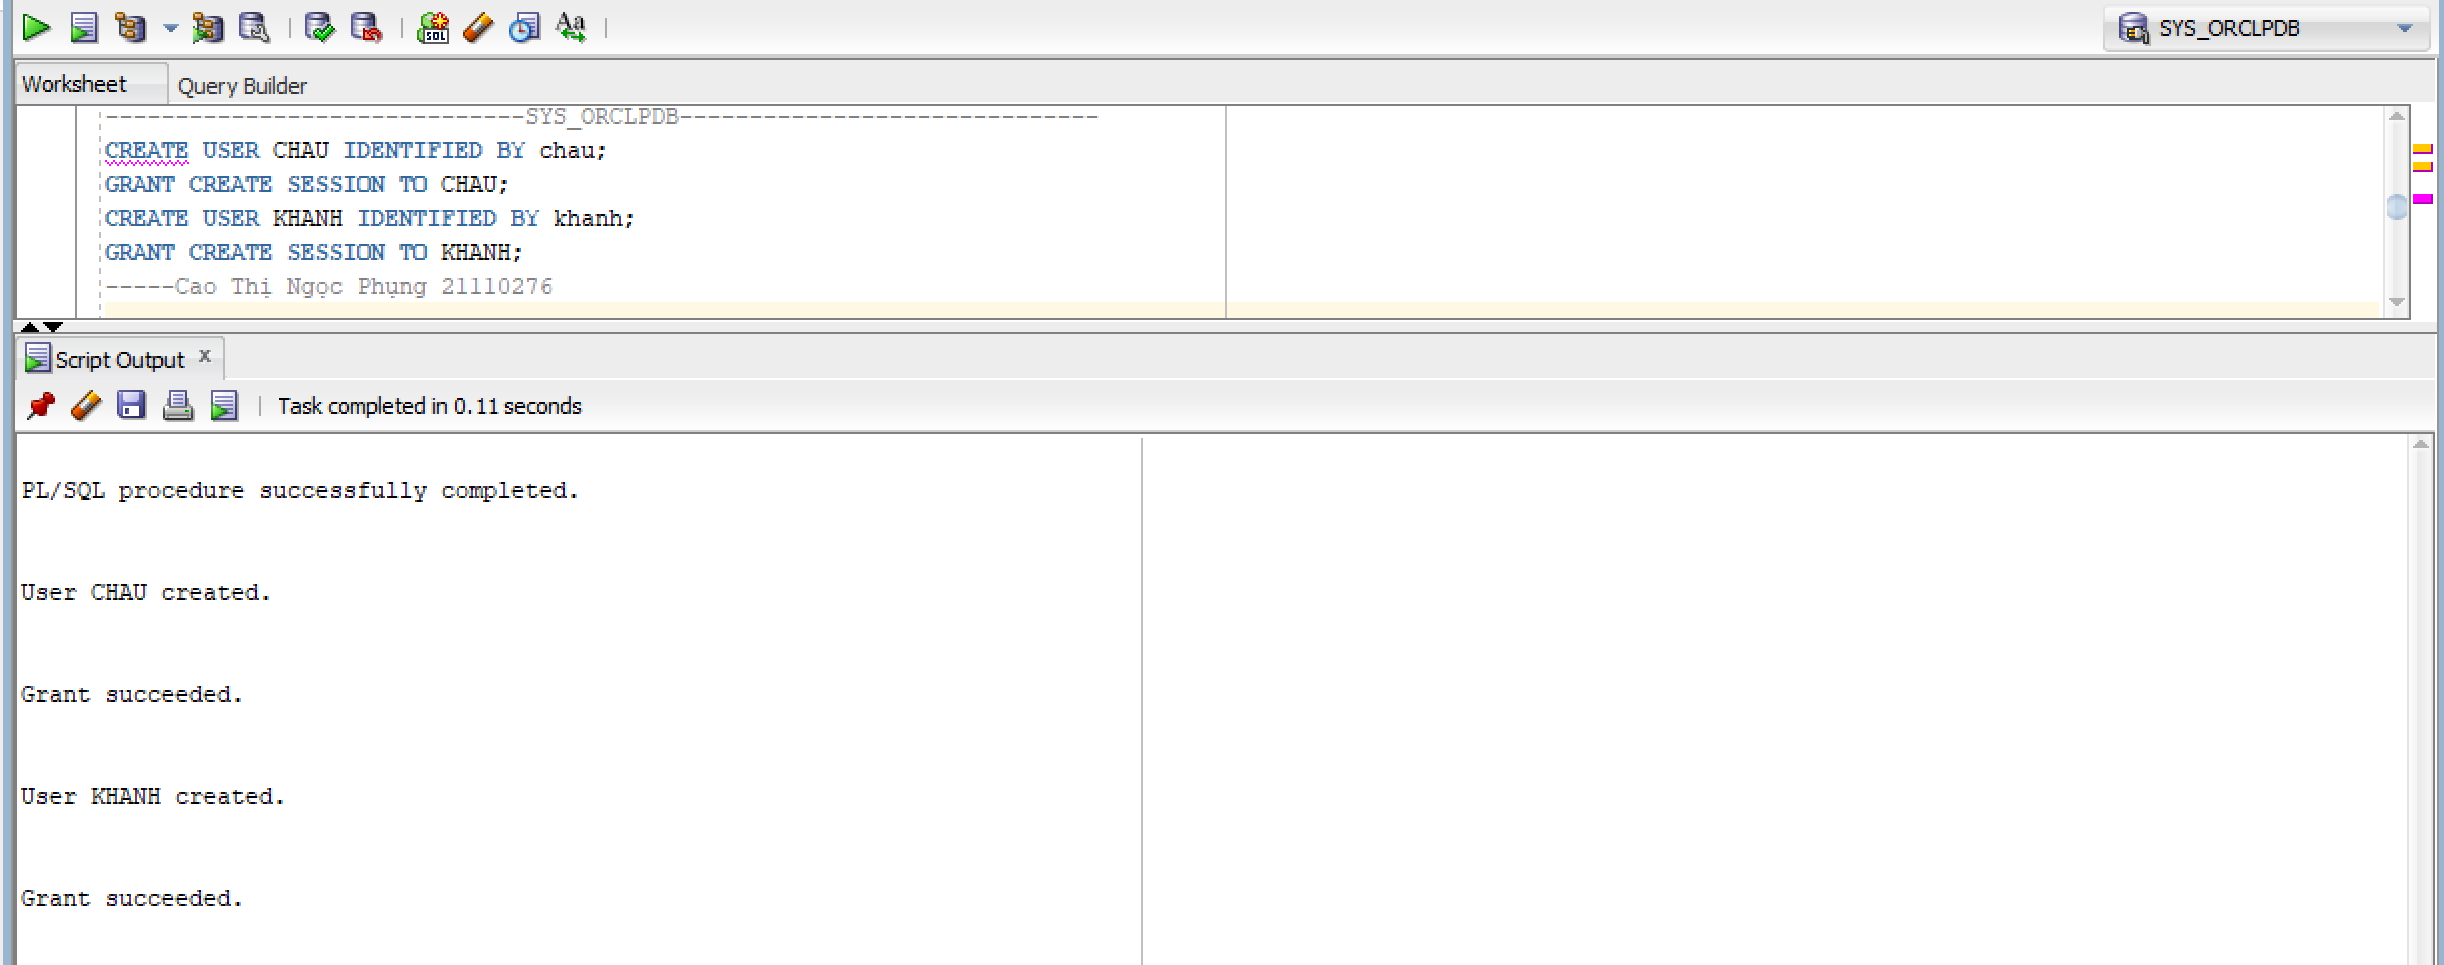 SYS_ORCLPDB
Worksheet Query Builder
------------------------------SYS_ORCLPDB------------------------------
CREATE USER CHAU IDENTIFIED BY chau;
GRANT CREATE SESSION TO CHAU;
CREATE USER KHANH IDENTIFIED BY khanh;
GRANT CREATE SESSION TO KHANH;
-----Cao Thị Ngọc Phụng 21110276
Script Output x
Task completed in 0.11 seconds
PL/SQL procedure successfully completed.
User CHAU created.
Grant succeeded.
User KHANH created.
Grant succeeded.